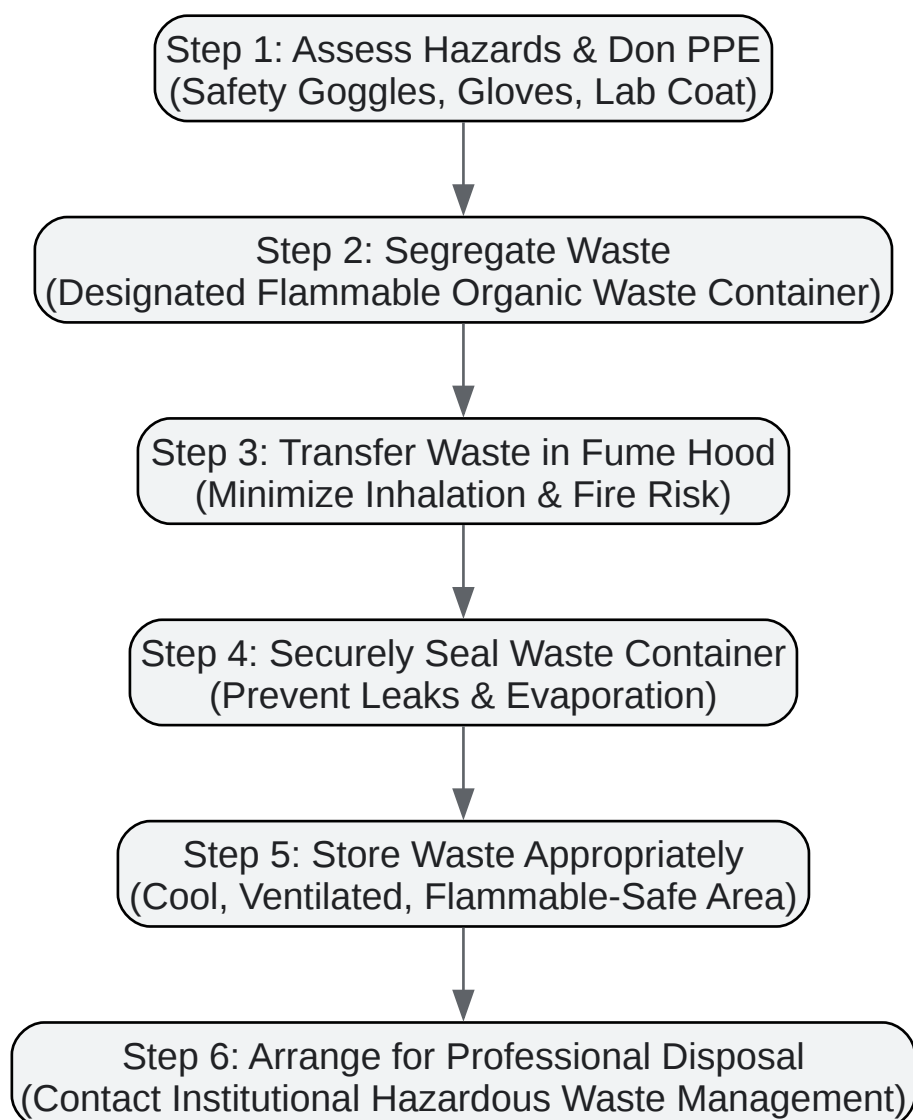 Step 1: Assess Hazards & Don PPE
(Safety Goggles, Gloves, Lab Coat)
Step 2: Segregate Waste
(Designated Flammable Organic Waste Container)
Step 3: Transfer Waste in Fume Hood
(Minimize Inhalation & Fire Risk)
Step 4: Securely Seal Waste Container
(Prevent Leaks & Evaporation)
Step 5: Store Waste Appropriately
(Cool, Ventilated, Flammable-Safe Area)
Step 6: Arrange for Professional Disposal
(Contact Institutional Hazardous Waste Management)